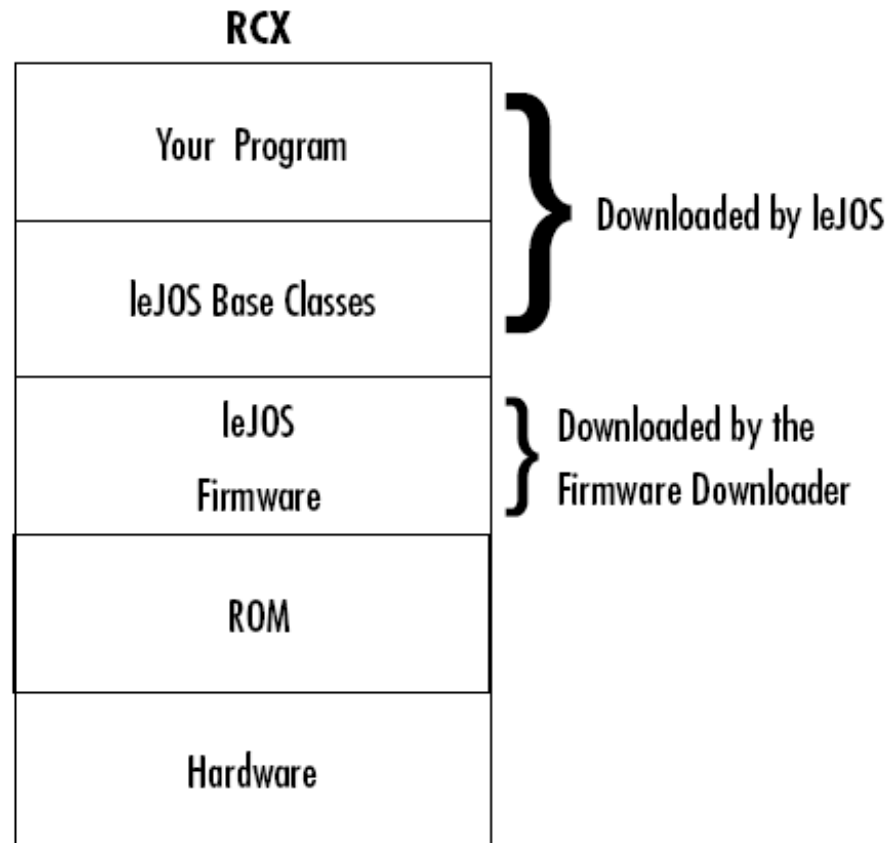 RCX
Your Program
leJOS Base Classes
Downloaded by leJOS
leJOS
Firmware
Downloaded by the
Firmware Downloader
ROM
Hardware